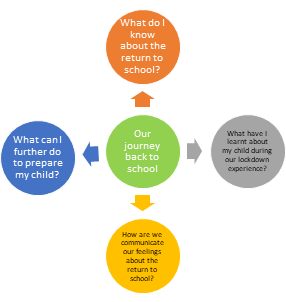 What do I
know
about the
return to
school?
What can I
further do
to prepare
my child?
Our
journey
back to
school
What have I
learnt about
my child during
our lockdown
experience?
How are we
communicate
our feelings
about the
return to
school?